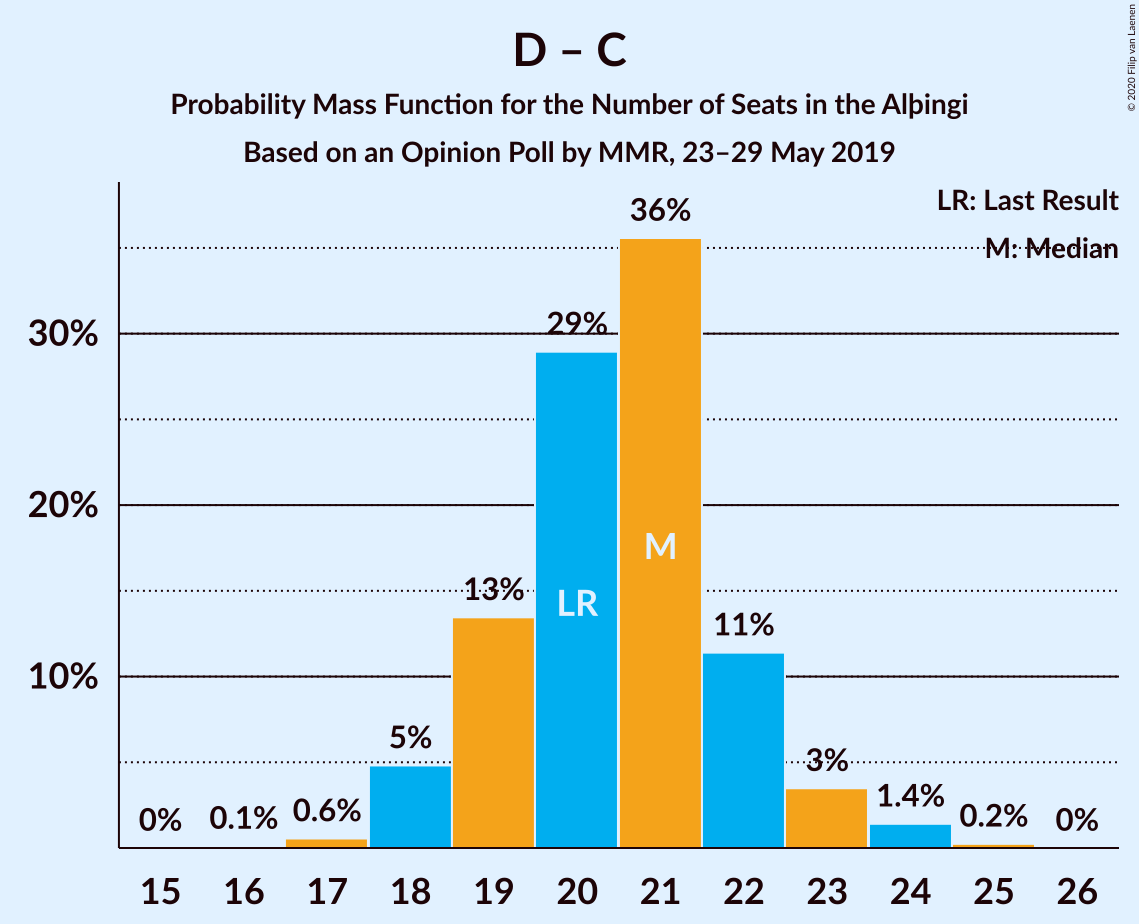 D – C
Probability Mass Function for the Number of Seats in the Alþingi
Based on an Opinion Poll by MMR, 23–29 May 2019
© 2020 Filip van Laenen
LR: Last Result
M: Median
30%
20%
10%
0%
0.1%
0.6%
5%
13%
29%
36%
11%
3%
1.4%
0.2%
0%
LR
M
15 16 17 18 19 20 21 22 23 24 25 26